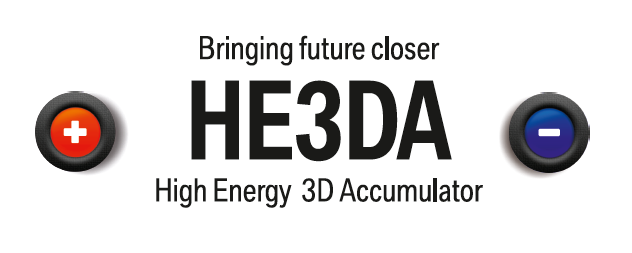 Bringing future closer
HE3DA
+ -
High Energy 3D Accumulator